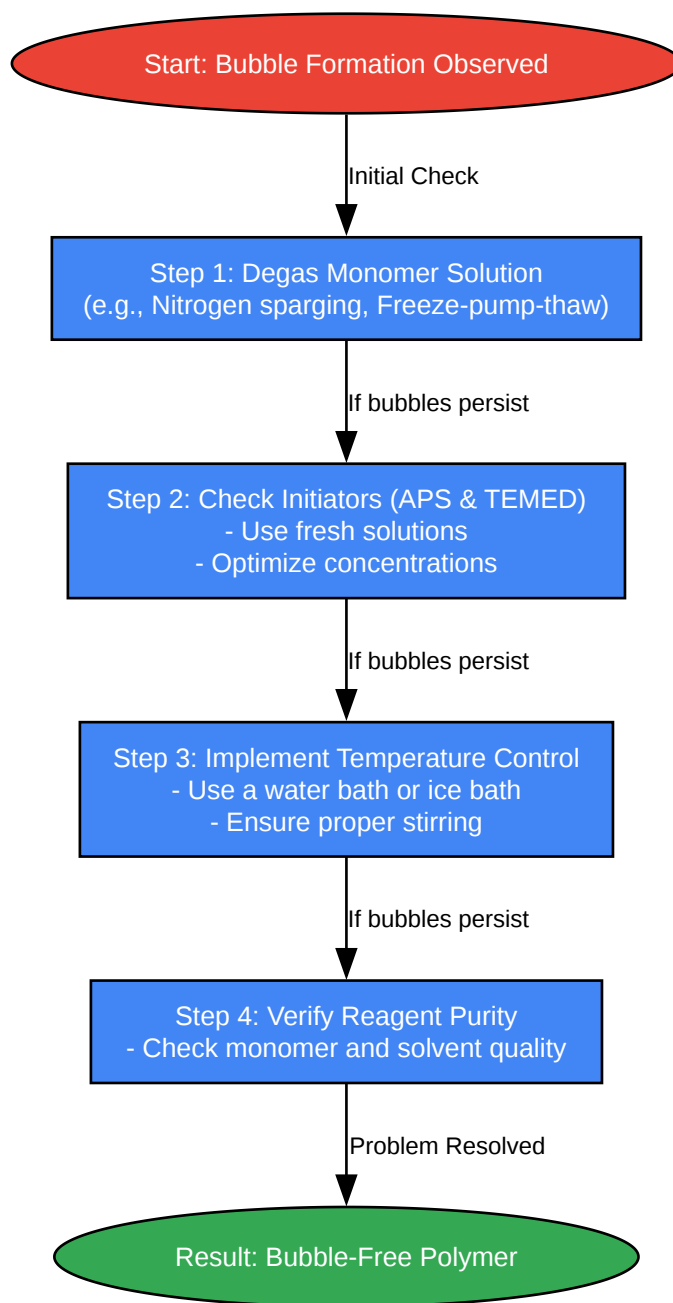 Start: Bubble Formation Observed
Initial Check
Step 1: Degas Monomer Solution
(e.g., Nitrogen sparging, Freeze-pump-thaw)
If bubbles persist
Step 2: Check Initiators (APS & TEMED)
- Use fresh solutions
- Optimize concentrations
If bubbles persist
Step 3: Implement Temperature Control
- Use a water bath or ice bath
- Ensure proper stirring
If bubbles persist
Step 4: Verify Reagent Purity
- Check monomer and solvent quality
Problem Resolved
Result: Bubble-Free Polymer